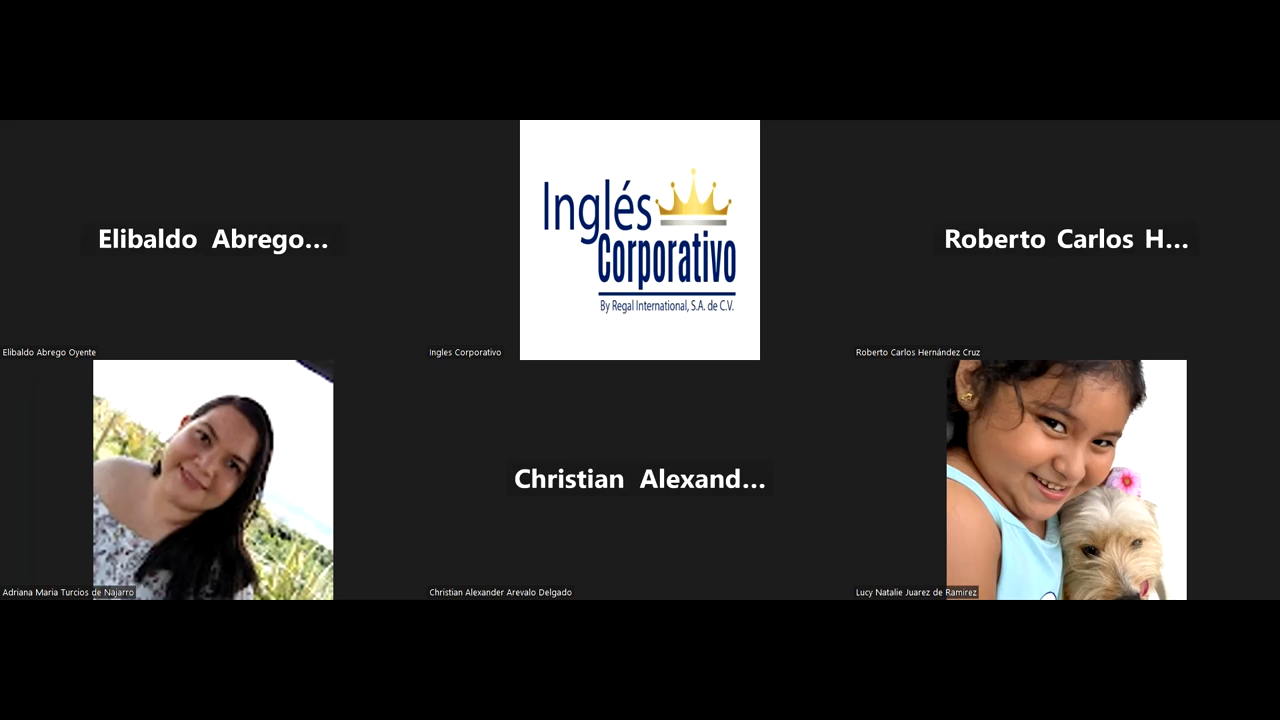 Elibaldo Abrego...
Inglés
Corporativo
By Regal International, S.A. de C.V.
Roberto Carlos H...
Elibaldo Abrego Oyente
Ingles Corporativo
Roberto Carlos Hernández Cruz
Christian Alexand...
Adriana Maria Turcios de Najarro
Christian Alexander Arevalo Delgado
Lucy Natalie Juarez de Ramirez